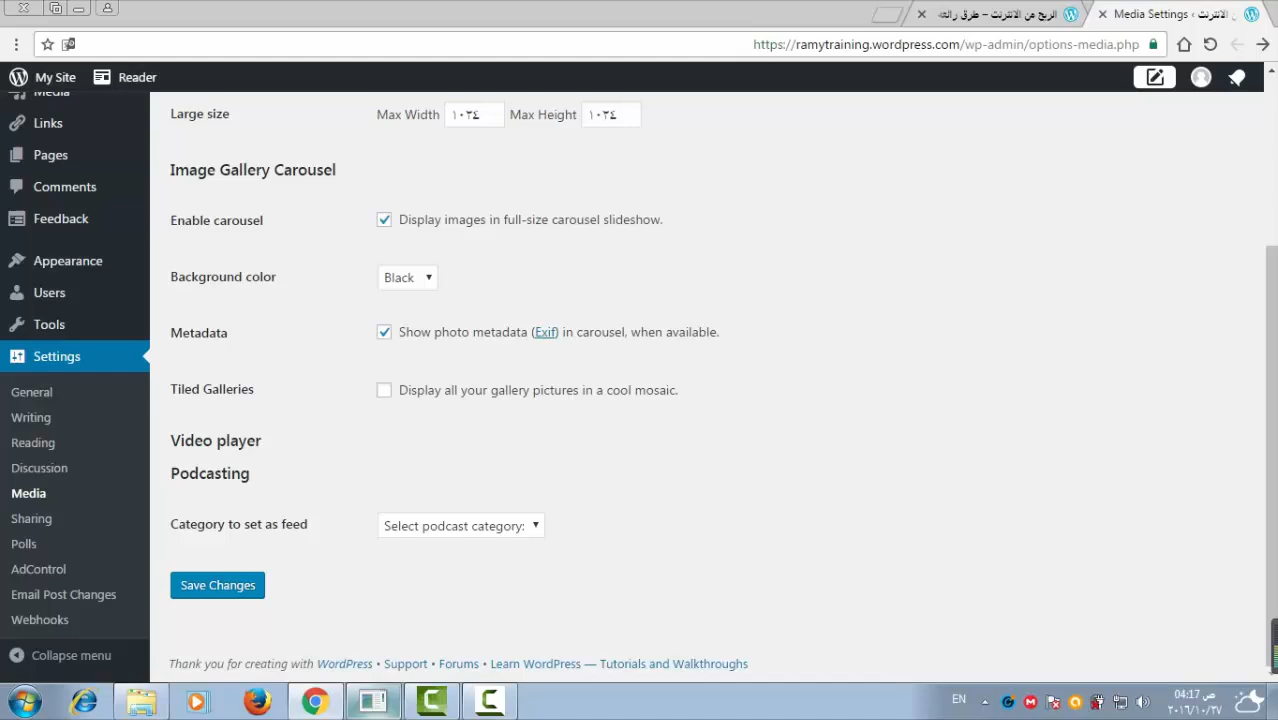 الربح من الانترنت – طرق رائعة
Media Settings ‹ من الانترنت
https://ramytraining.wordpress.com/wp-admin/options-media.php
My Site
Reader
Media
Links
Pages
Comments
Feedback
Appearance
Users
Tools
Settings
General
Writing
Reading
Discussion
Media
Sharing
Polls
AdControl
Email Post Changes
Webhooks
Collapse menu
Large size Max Width ١٠٢٤ Max Height ١٠٢٤
Image Gallery Carousel
Enable carousel Display images in full-size carousel slideshow.
Background color Black
Metadata Show photo metadata (Exif) in carousel, when available.
Tiled Galleries Display all your gallery pictures in a cool mosaic.
Video player
Podcasting
Category to set as feed Select podcast category:
Save Changes
Thank you for creating with WordPress • Support • Forums • Learn WordPress — Tutorials and Walkthroughs
EN
04:17 ص
٢٠١٦/١٠/٢٧